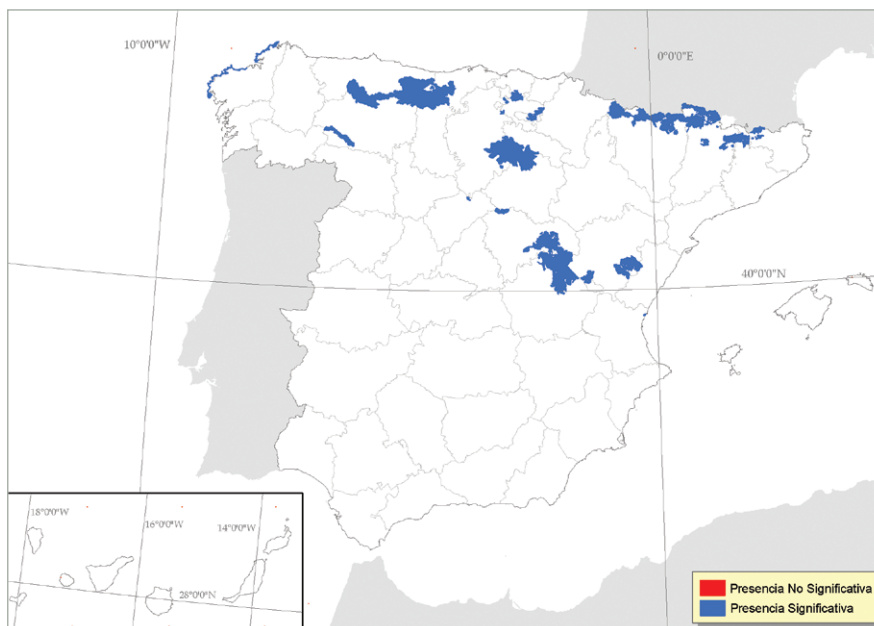 10°0'0"W
0°0'0"E
40°0'0"N
18°0'0"W
16°0'0"W
14°0'0"W
28°0'0"N
Presencia No Significativa
Presencia Significativa